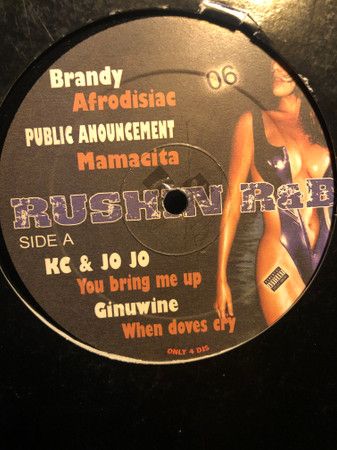 Brandy
06
Afrodisiac
PUBLIC ANOUNCEMENT
Mamacita
RUSHIN R&B
SIDE A
KC & JO JO
You bring me up
Ginuwine
When doves cry
ONLY 4 DJS